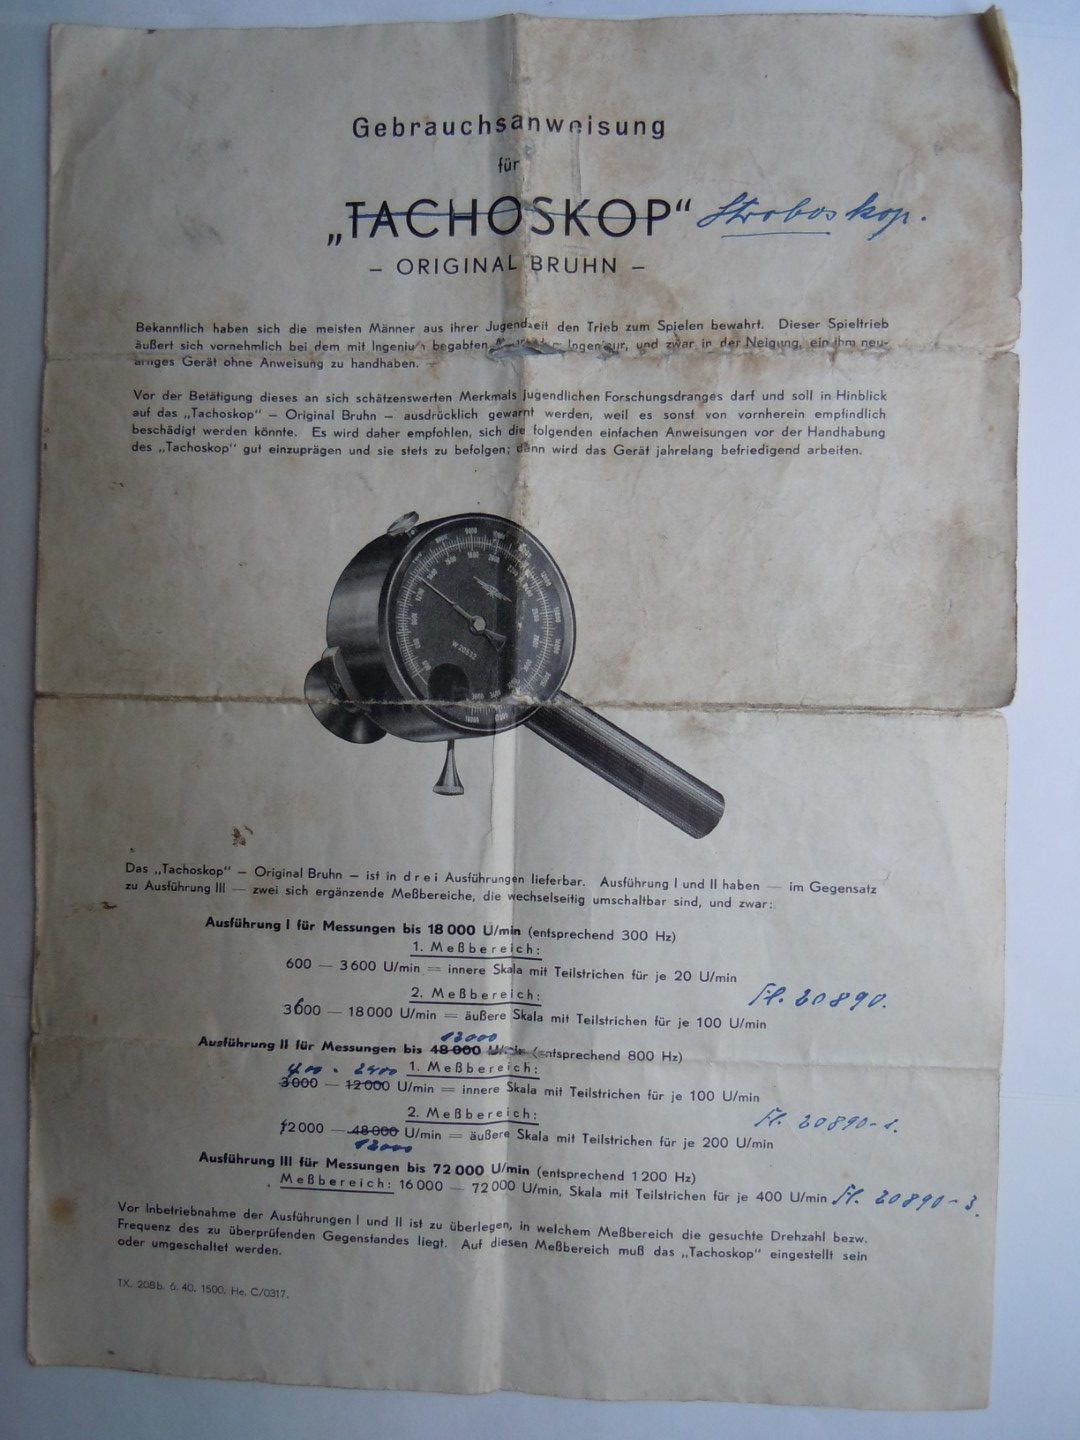 Gebrauchsanweisung
für
„TACHOSKOP“ Stroboskop.
– ORIGINAL BRUHN –
Bekanntlich haben sich die meisten Männer aus ihrer Jugendzeit den Trieb zum Spielen bewahrt. Dieser Spieltrieb
äußert sich vornehmlich bei dem mit Ingenium begabten Ingenieur, und zwar in der Neigung, ein ihm neu-
artiges Gerät ohne Anweisung zu handhaben. –
Vor der Betätigung dieses an sich schätzenswerten Merkmals jugendlichen Forschungsdranges darf und soll in Hinblick
auf das „Tachoskop“ – Original Bruhn – ausdrücklich gewarnt werden, weil es sonst von vornherein empfindlich
beschädigt werden könnte. Es wird daher empfohlen, sich die folgenden einfachen Anweisungen vor der Handhabung
des „Tachoskop“ gut einzuprägen und sie stets zu befolgen; dann wird das Gerät jahrelang befriedigend arbeiten.
W 20532
Das „Tachoskop“ – Original Bruhn – ist in drei Ausführungen lieferbar. Ausführung I und II haben — im Gegensatz
zu Ausführung III — zwei sich ergänzende Meßbereiche, die wechselseitig umschaltbar sind, und zwar:
Ausführung I für Messungen bis 18 000 U/min (entsprechend 300 Hz)
1. Meßbereich:
600 — 3 600 U/min = innere Skala mit Teilstrichen für je 20 U/min
2. Meßbereich: Fl. 20890.
3600 — 18 000 U/min = äußere Skala mit Teilstrichen für je 100 U/min
12000
Ausführung II für Messungen bis 48 000 U/min (entsprechend 800 Hz)
400 - 2400 1. Meßbereich:
3 000 — 12 000 U/min = innere Skala mit Teilstrichen für je 100 U/min
2. Meßbereich: Fl. 20890-1.
12 000 — 48 000 U/min = äußere Skala mit Teilstrichen für je 200 U/min
12000
Ausführung III für Messungen bis 72 000 U/min (entsprechend 1 200 Hz)
Meßbereich: 16 000 — 72 000 U/min, Skala mit Teilstrichen für je 400 U/min Fl. 20890-3.
Vor Inbetriebnahme der Ausführungen I und II ist zu überlegen, in welchem Meßbereich die gesuchte Drehzahl bezw.
Frequenz des zu überprüfenden Gegenstandes liegt. Auf diesen Meßbereich muß das „Tachoskop“ eingestellt sein
oder umgeschaltet werden.
TX. 208b. 6. 40. 1500. He. C/0317.